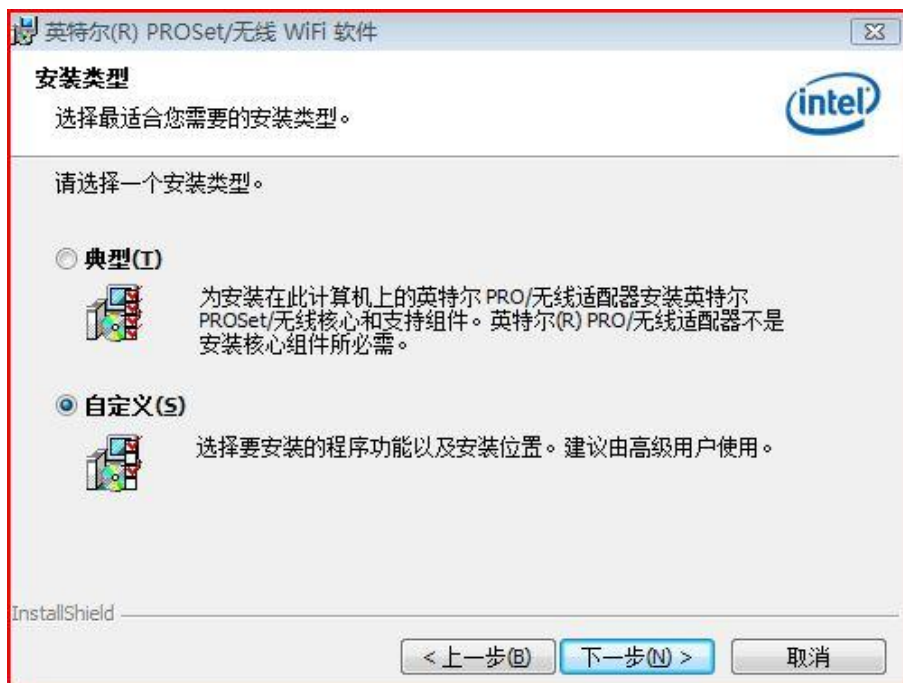 英特尔(R) PROSet/无线 WiFi 软件
安装类型
选择最适合您需要的安装类型。
intel
请选择一个安装类型。
典型(T)
为安装在此计算机上的英特尔 PRO/无线适配器安装英特尔
PROSet/无线核心和支持组件。英特尔(R) PRO/无线适配器不是
安装核心组件所必需。
自定义(S)
选择要安装的程序功能以及安装位置。建议由高级用户使用。
InstallShield
< 上一步(B) 下一步(N) > 取消